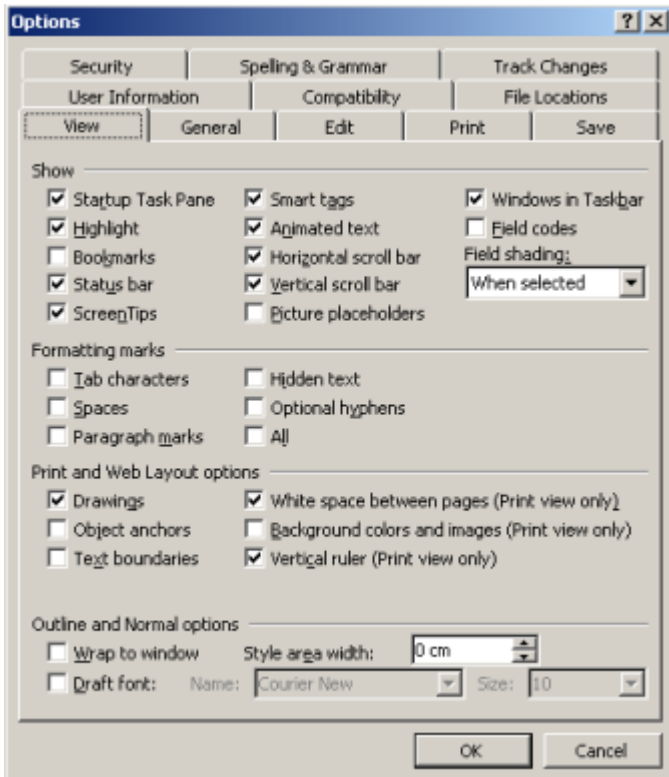 Options
Security Spelling & Grammar Track Changes
User Information Compatibility File Locations
View General Edit Print Save
Show
Startup Task Pane Smart tags Windows in Taskbar
Highlight Animated text Field codes
Bookmarks Horizontal scroll bar Field shading:
Status bar Vertical scroll bar When selected
ScreenTips Picture placeholders
Formatting marks
Tab characters Hidden text
Spaces Optional hyphens
Paragraph marks All
Print and Web Layout options
Drawings White space between pages (Print view only)
Object anchors Background colors and images (Print view only)
Text boundaries Vertical ruler (Print view only)
Outline and Normal options
Wrap to window Style area width: 0 cm
Draft font: Name: Courier New Size: 10
OK Cancel